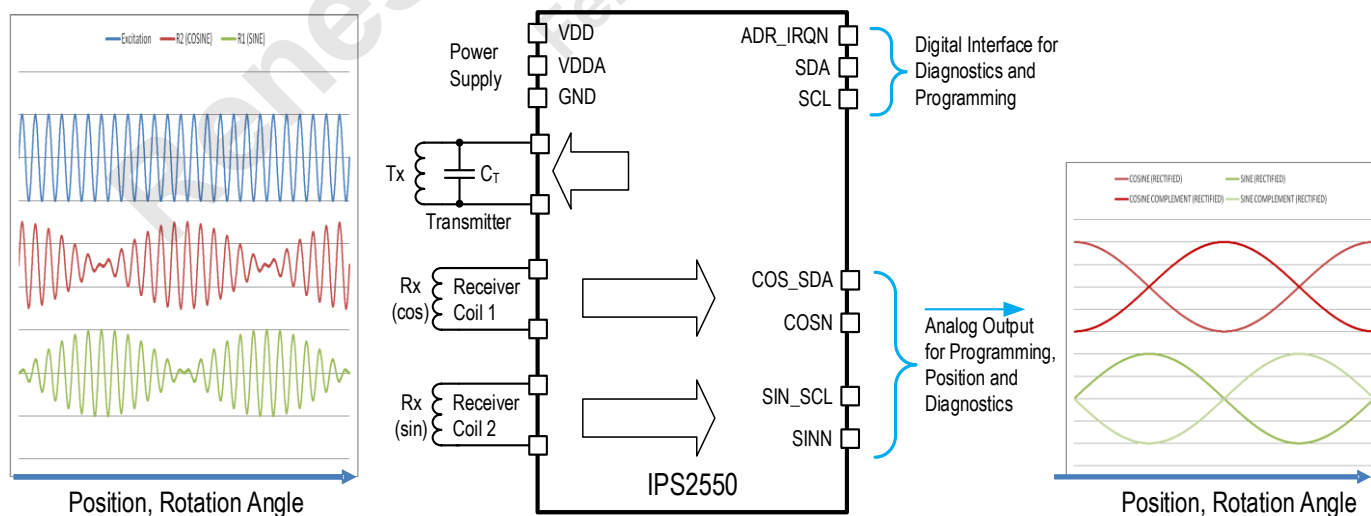 Excitation R2 (COSINE) R1 (SINE)
Position, Rotation Angle
Power
Supply
VDD
VDDA
GND
Tx
CT
Transmitter
Rx
(cos)
Receiver
Coil 1
Rx
(sin)
Receiver
Coil 2
ADR_IRQN
SDA
SCL
COS_SDA
COSN
SIN_SCL
SINN
IPS2550
Digital Interface for
Diagnostics and
Programming
Analog Output
for Programming,
Position and
Diagnostics
COSINE (RECTIFIED) SINE (RECTIFIED)
COSINE COMPLEMENT (RECTIFIED) SINE COMPLEMENT (RECTIFIED)
Position, Rotation Angle